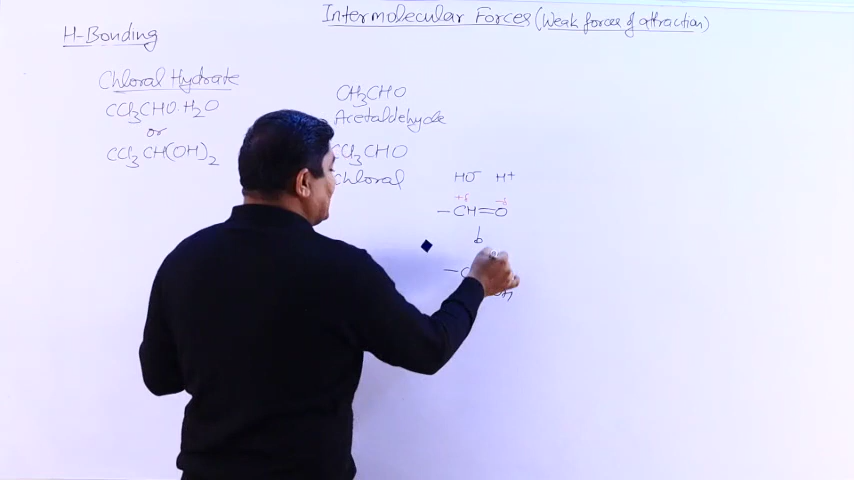 Intermolecular Forces (Weak forces of attraction)
H-Bonding
Chloral Hydrate
CCl3CHO.H2O
or
CCl3CH(OH)2
CH3CHO
Acetaldehyde
CCl3CHO
Chloral
HO- H+
+δ -δ
-CH=O